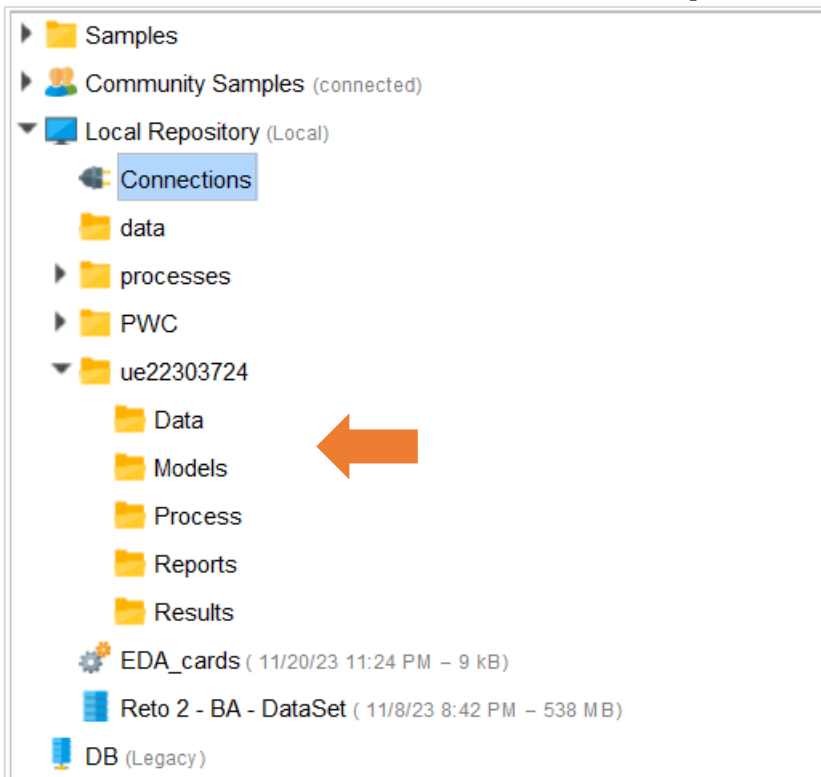 Samples
Community Samples (connected)
Local Repository (Local)
Connections
data
processes
PWC
ue22303724
Data
Models
Process
Reports
Results
EDA_cards ( 11/20/23 11:24 PM – 9 kB)
Reto 2 - BA - DataSet ( 11/8/23 8:42 PM – 538 MB)
DB (Legacy)